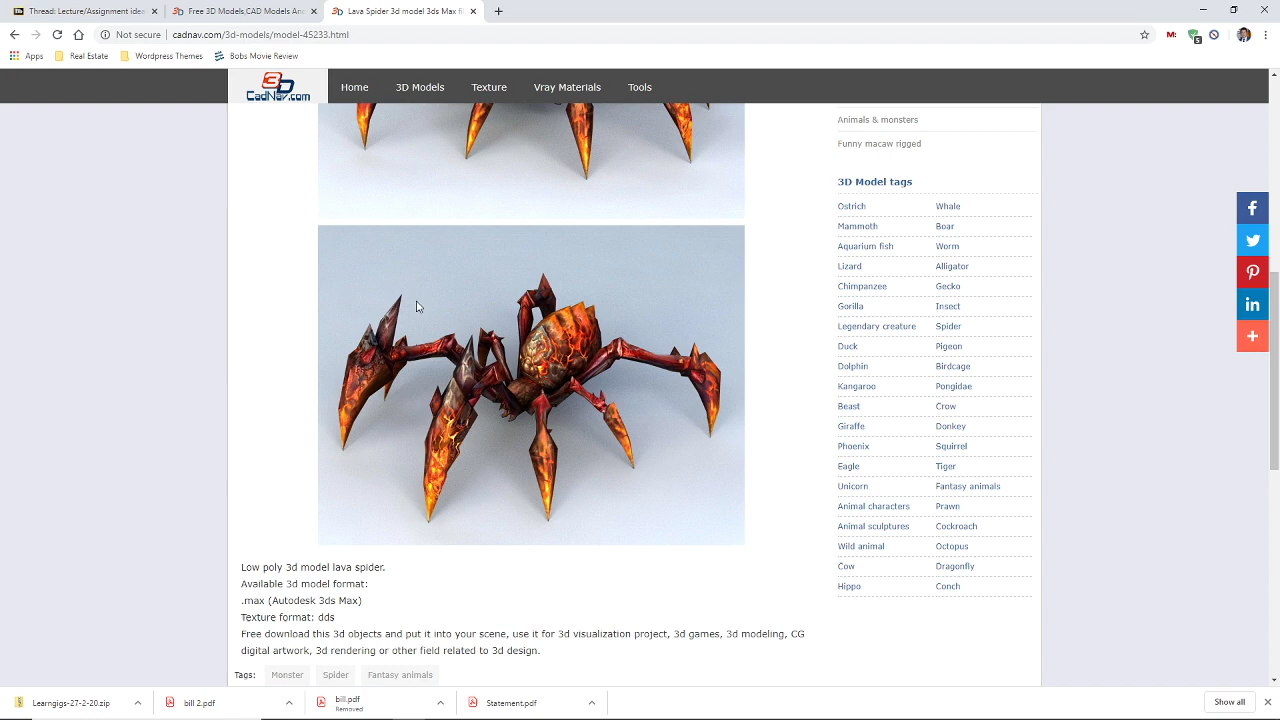 Thread: Lecture/Assignment idea
Free 3D Models,CAD Models An
Lava Spider 3d model 3ds Max fi
Not secure | cadnav.com/3d-models/model-45233.html
M:
5
Apps
Real Estate
Wordpress Themes
Bobs Movie Review
3D CadNav.com
Home
3D Models
Texture
Vray Materials
Tools
Animals & monsters
Funny macaw rigged
3D Model tags
Ostrich Whale
Mammoth Boar
Aquarium fish Worm
Lizard Alligator
Chimpanzee Gecko
Gorilla Insect
Legendary creature Spider
Duck Pigeon
Dolphin Birdcage
Kangaroo Pongidae
Beast Crow
Giraffe Donkey
Phoenix Squirrel
Eagle Tiger
Unicorn Fantasy animals
Animal characters Prawn
Animal sculptures Cockroach
Wild animal Octopus
Cow Dragonfly
Hippo Conch
Low poly 3d model lava spider.
Available 3d model format:
.max (Autodesk 3ds Max)
Texture format: dds
Free download this 3d objects and put it into your scene, use it for 3d visualization project, 3d games, 3d modeling, CG
digital artwork, 3d rendering or other field related to 3d design.
Tags: Monster Spider Fantasy animals
Learngigs-27-2-20.zip
bill 2.pdf
bill.pdf
Removed
Statement.pdf
Show all